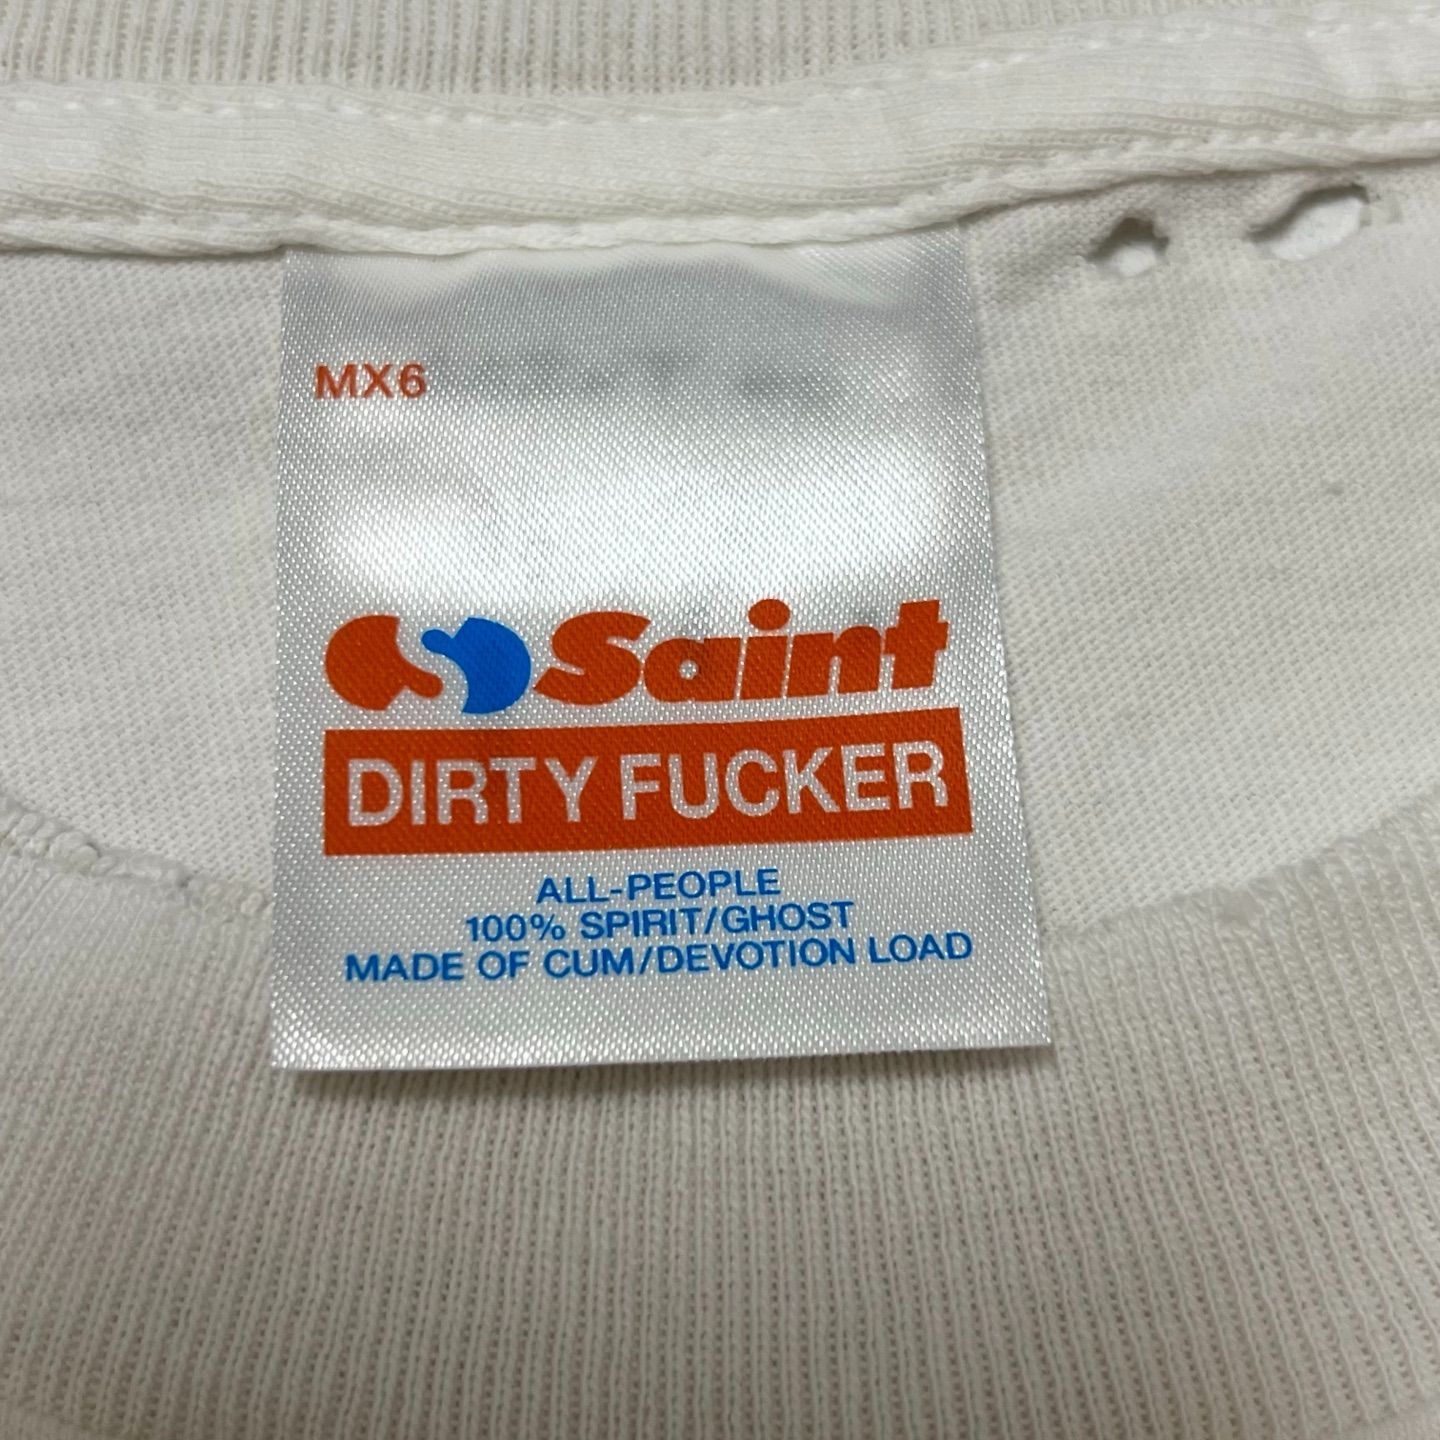 MX6
Saint
DIRTY FUCKER
ALL-PEOPLE
100% SPIRIT/GHOST
MADE OF CUM/DEVOTION LOAD